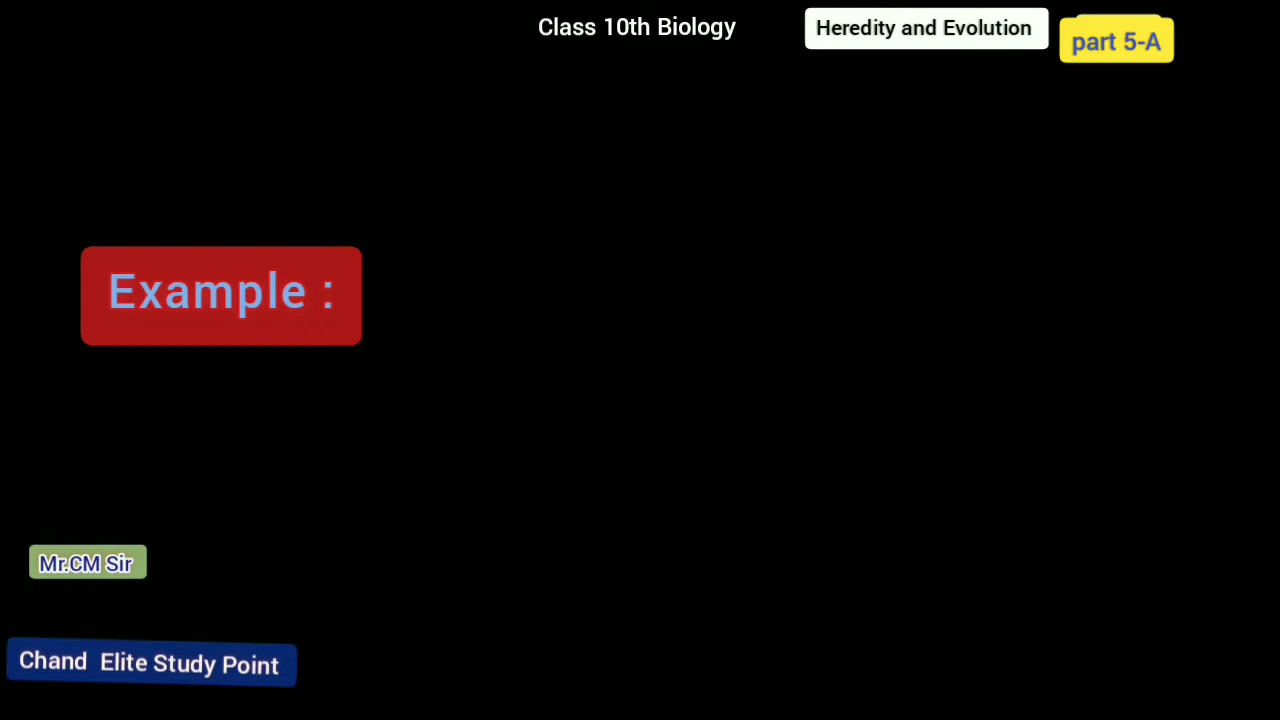 Class 10th Biology
Heredity and Evolution
part 5-A
Example :
Mr.CM Sir
Chand Elite Study Point